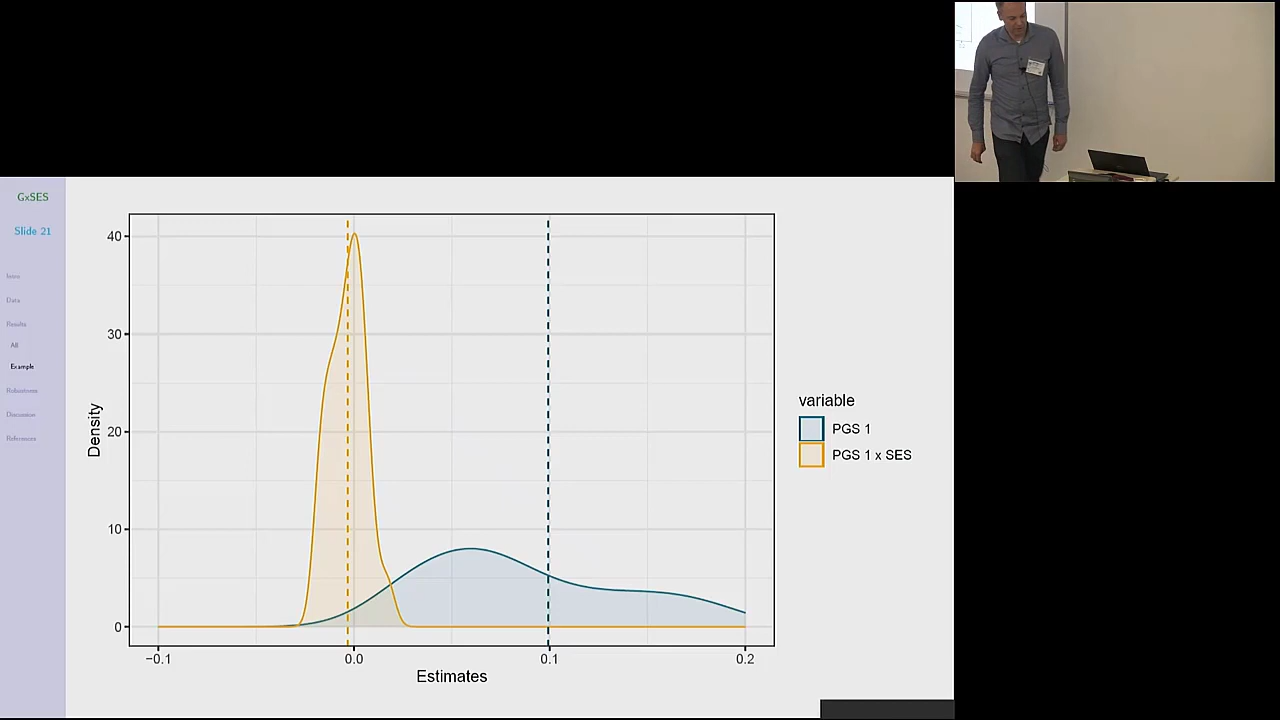 GxSES
Slide 21
Intro
Data
Results
All
Example
Robustness
Discussion
References
40
30
20
10
0
Density
−0.1
0.0
0.1
0.2
Estimates
variable
PGS 1
PGS 1 x SES